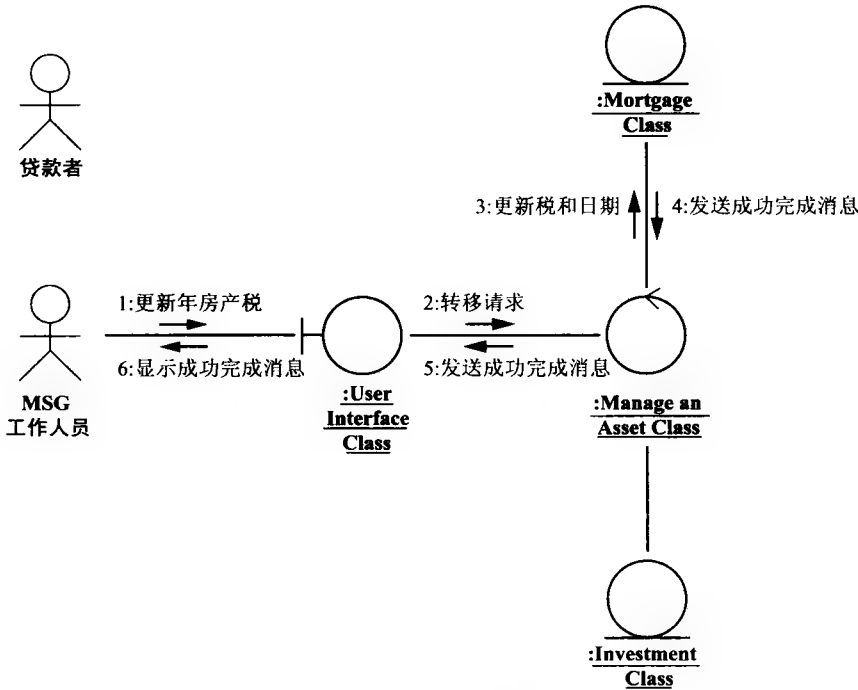 :Mortgage
Class
贷款者
3:更新税和日期
4:发送成功完成消息
1:更新年房产税
2:转移请求
6:显示成功完成消息
5:发送成功完成消息
MSG
工作人员
:User
Interface
Class
:Manage an
Asset Class
:Investment
Class